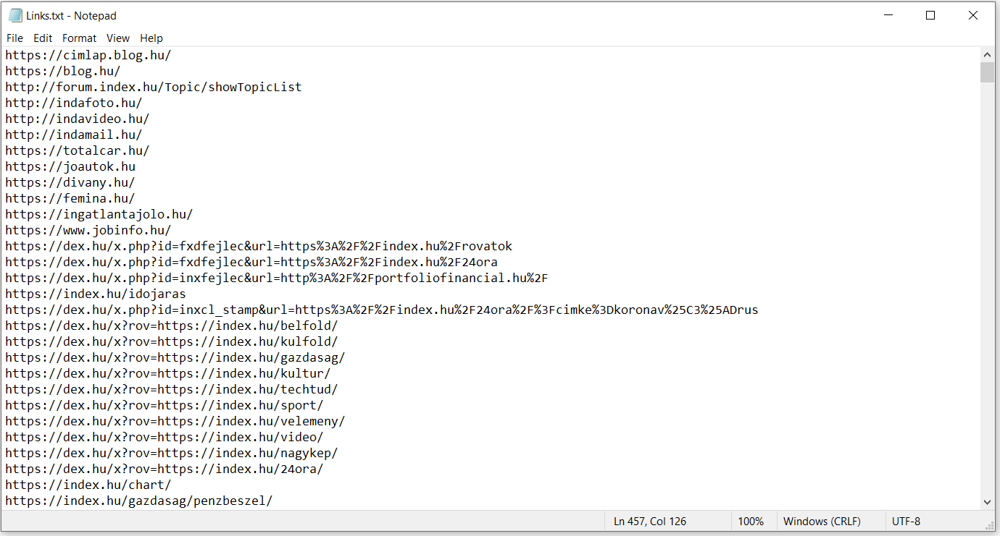 Links.txt - Notepad
File Edit Format View Help
https://cimlap.blog.hu/
https://blog.hu/
http://forum.index.hu/Topic/showTopicList
http://indafoto.hu/
http://indavideo.hu/
http://indamail.hu/
https://totalcar.hu/
https://joautok.hu
https://divany.hu/
https://femina.hu/
https://ingatlantajolo.hu/
https://www.jobinfo.hu/
https://dex.hu/x.php?id=fxdfejlec&url=https%3A%2F%2Findex.hu%2Frovatok
https://dex.hu/x.php?id=fxdfejlec&url=https%3A%2F%2Findex.hu%2F24ora
https://dex.hu/x.php?id=inxfejlec&url=http%3A%2F%2Fportfoliofinancial.hu%2F
https://index.hu/idojaras
https://dex.hu/x.php?id=inxcl_stamp&url=https%3A%2F%2Findex.hu%2F24ora%2F%3Fcimke%3Dkoronav%25C3%25ADrus
https://dex.hu/x?rov=https://index.hu/belfold/
https://dex.hu/x?rov=https://index.hu/kulfold/
https://dex.hu/x?rov=https://index.hu/gazdasag/
https://dex.hu/x?rov=https://index.hu/kultur/
https://dex.hu/x?rov=https://index.hu/techtud/
https://dex.hu/x?rov=https://index.hu/sport/
https://dex.hu/x?rov=https://index.hu/velemeny/
https://dex.hu/x?rov=https://index.hu/video/
https://dex.hu/x?rov=https://index.hu/nagykep/
https://dex.hu/x?rov=https://index.hu/24ora/
https://index.hu/chart/
https://index.hu/gazdasag/penzbeszel/
Ln 457, Col 126 100% Windows (CRLF) UTF-8